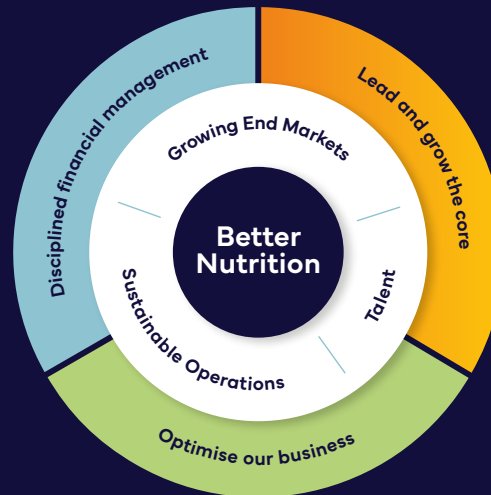 Disciplined financial management
Lead and grow the core
Growing End Markets
Better
Nutrition
Sustainable Operations
Talent
Optimise our business